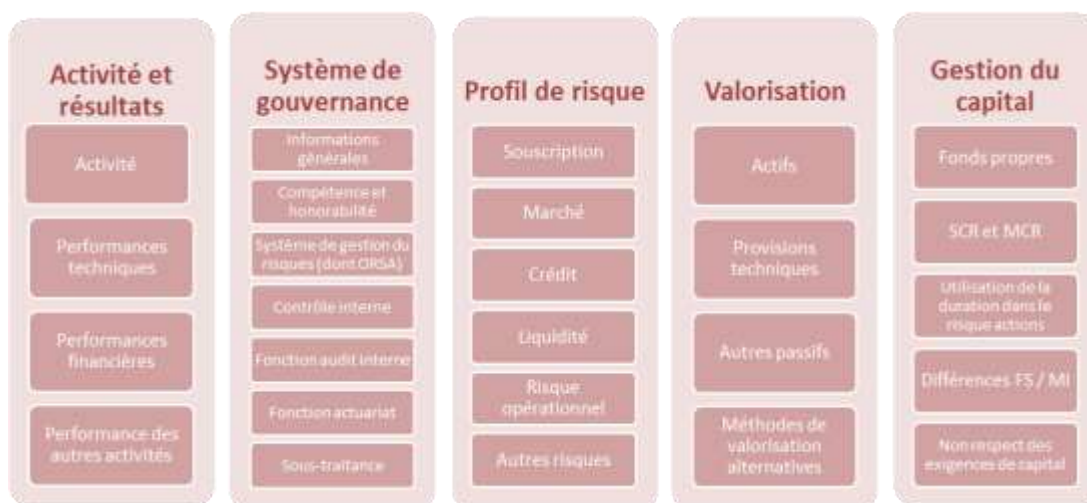 Activité et
résultats
Activité
Performances
techniques
Performances
financières
Performance des
autres activités
Système de
gouvernance
Informations
générales
Compétence et
honorabilité
Système de gestion du
risques (dont ORSA)
Contrôle interne
Fonction audit interne
Fonction actuariat
Sous-traitance
Profil de risque
Souscription
Marché
Crédit
Liquidité
Risque
opérationnel
Autres risques
Valorisation
Actifs
Provisions
techniques
Autres passifs
Méthodes de
valorisation
alternatives
Gestion du
capital
Fonds propres
SCR et MCR
Utilisation de la
duration dans le
risque actions
Différences FS / MI
Non respect des
exigences de capital